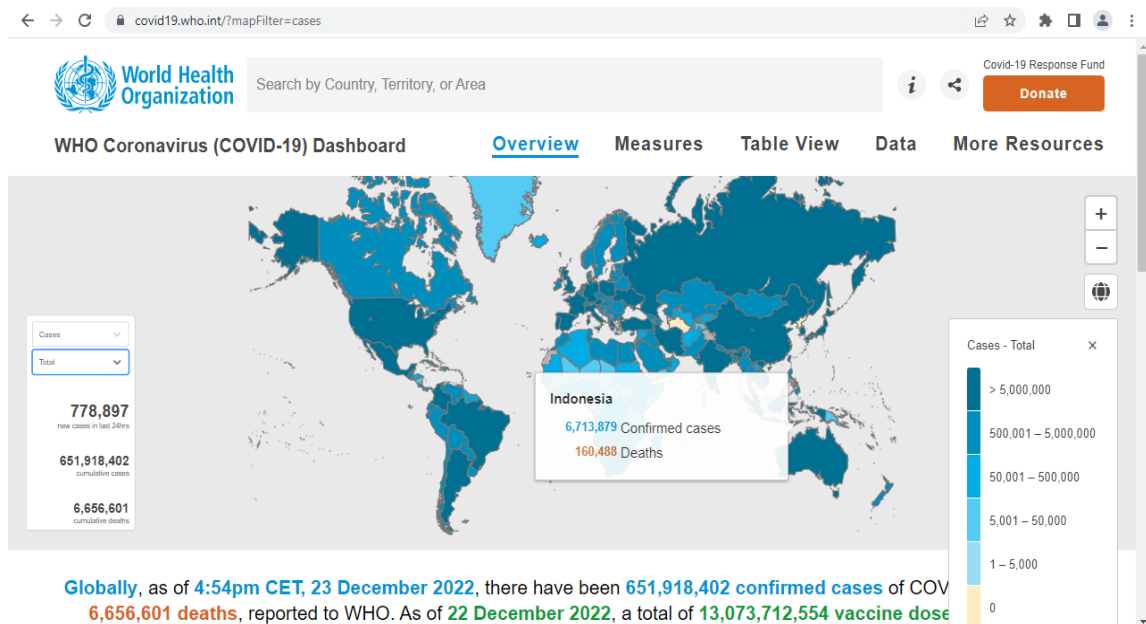 covid19.who.int/?mapFilter=cases
World Health
Organization
Search by Country, Territory, or Area
i
Covid-19 Response Fund
Donate
WHO Coronavirus (COVID-19) Dashboard
Overview
Measures
Table View
Data
More Resources
+
−
Cases
Total
778,897
new cases in last 24hrs
651,918,402
cumulative cases
6,656,601
cumulative deaths
Indonesia
6,713,879 Confirmed cases
160,488 Deaths
Cases - Total
> 5,000,000
500,001 – 5,000,000
50,001 – 500,000
5,001 – 50,000
1 – 5,000
0
Globally, as of 4:54pm CET, 23 December 2022, there have been 651,918,402 confirmed cases of COV
6,656,601 deaths, reported to WHO. As of 22 December 2022, a total of 13,073,712,554 vaccine dose